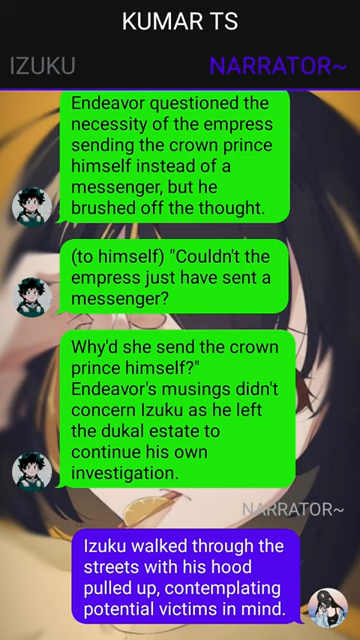 KUMAR TS
IZUKU
NARRATOR~
Endeavor questioned the
necessity of the empress
sending the crown prince
himself instead of a
messenger, but he
brushed off the thought.
(to himself) "Couldn't the
empress just have sent a
messenger?
Why'd she send the crown
prince himself?"
Endeavor's musings didn't
concern Izuku as he left
the dukal estate to
continue his own
investigation.
NARRATOR~
Izuku walked through the
streets with his hood
pulled up, contemplating
potential victims in mind.